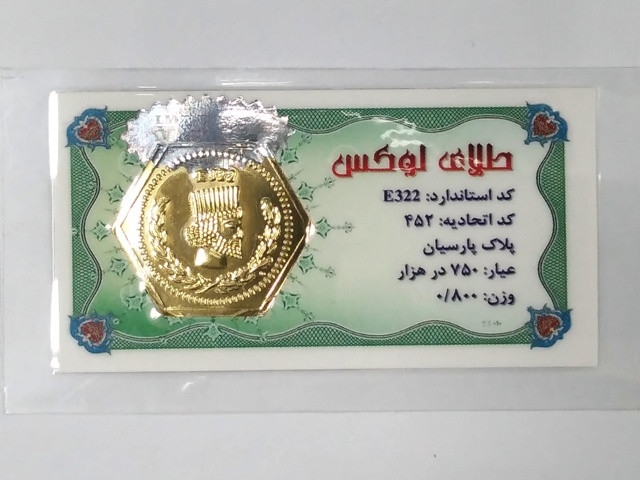 طلای لوکس
کد استاندارد: E322
کد اتحادیه: ۴۵۲
پلاک پارسیان
عیار: ۷۵۰ در هزار
وزن: ۰/۸۰۰